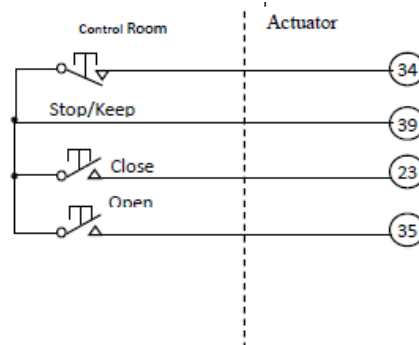 Control Room
Actuator
34
Stop/Keep
39
Close
23
Open
35